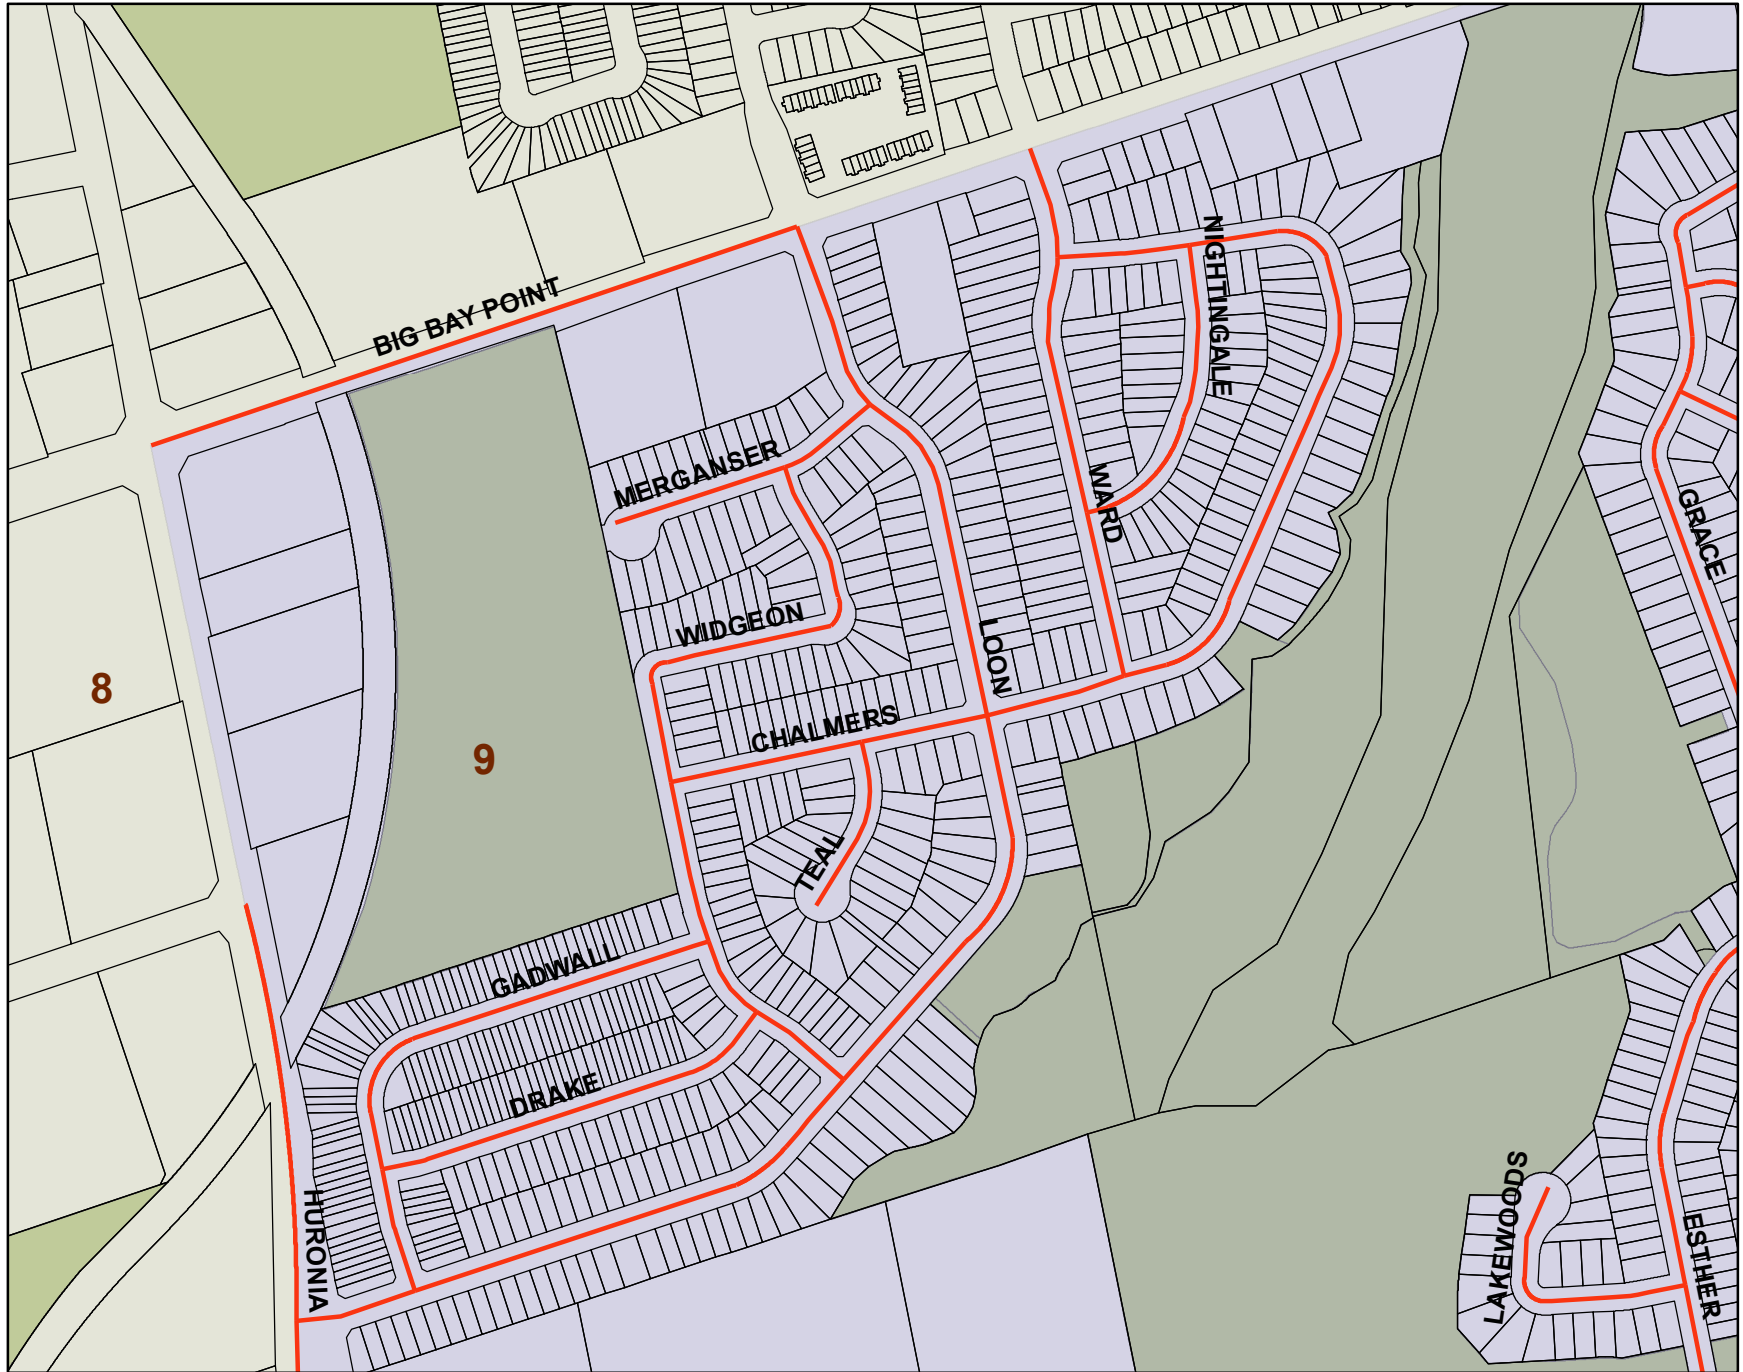 BIG BAY POINT
NIGHTINGALE
MERGANSER
WARD
GRACE
WIDGEON
LOON
8
9
CHALMERS
TEAL
GADWALL
DRAKE
HURONIA
LAKEWOODS
ESTHER